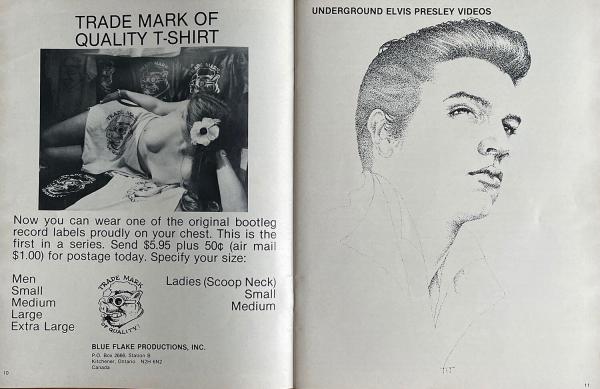 TRADE MARK OF
QUALITY T-SHIRT
Now you can wear one of the original bootleg
record labels proudly on your chest. This is the
first in a series. Send $5.95 plus 50¢ (air mail
$1.00) for postage today. Specify your size:
Men
Small
Medium
Large
Extra Large
TRADE MARK
OF QUALITY
Ladies (Scoop Neck)
Small
Medium
BLUE FLAKE PRODUCTIONS, INC.
P.O. Box 2666, Station B
Kitchener, Ontario N2H 6N2
Canada
10
UNDERGROUND ELVIS PRESLEY VIDEOS
11